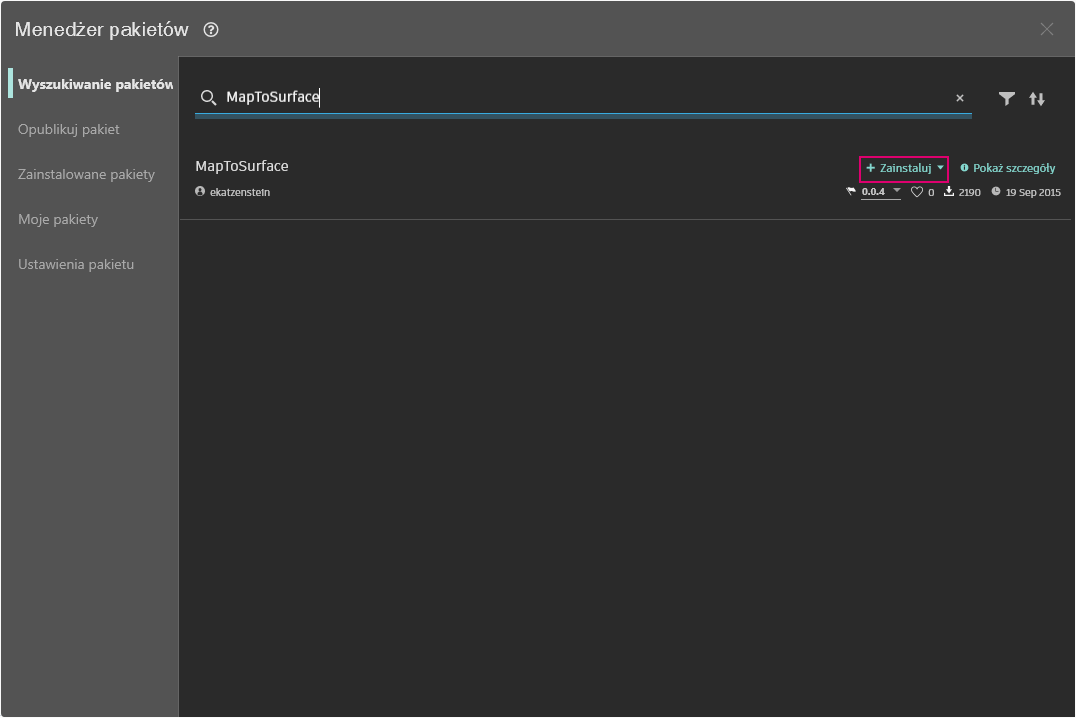 Menedżer pakietów
Wyszukiwanie pakietów
Opublikuj pakiet
Zainstalowane pakiety
Moje pakiety
Ustawienia pakietu
MapToSurface
MapToSurface
+ Zainstaluj
Pokaż szczegóły
ekatzenstein
0.0.4
0
2190
19 Sep 2015